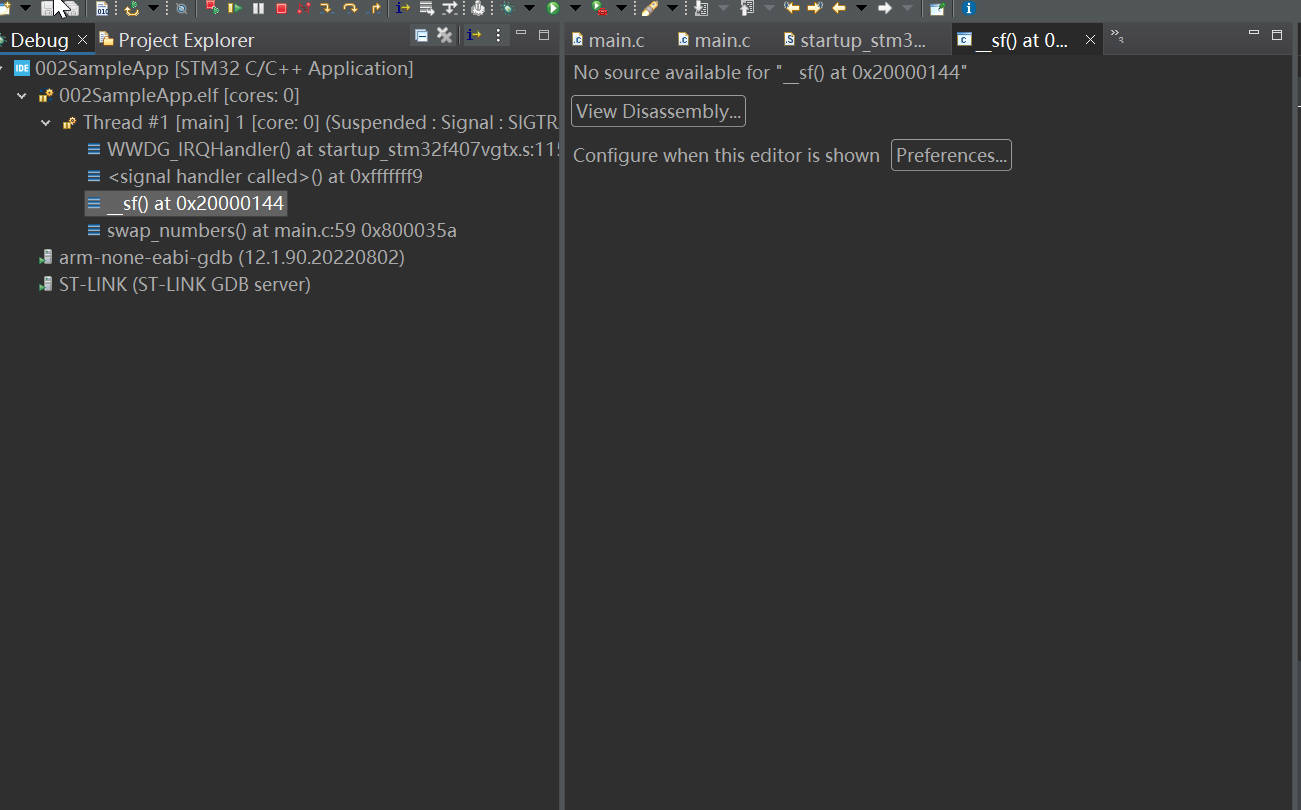 Debug
Project Explorer
IDE 002SampleApp [STM32 C/C++ Application]
002SampleApp.elf [cores: 0]
Thread #1 [main] 1 [core: 0] (Suspended : Signal : SIGTR
WWDG_IRQHandler() at startup_stm32f407vgtx.s:115
<signal handler called>() at 0xfffffff9
__sf() at 0x20000144
swap_numbers() at main.c:59 0x800035a
arm-none-eabi-gdb (12.1.90.20220802)
ST-LINK (ST-LINK GDB server)
main.c
main.c
startup_stm3...
__sf() at 0...
»3
No source available for "__sf() at 0x20000144"
View Disassembly...
Configure when this editor is shown Preferences...